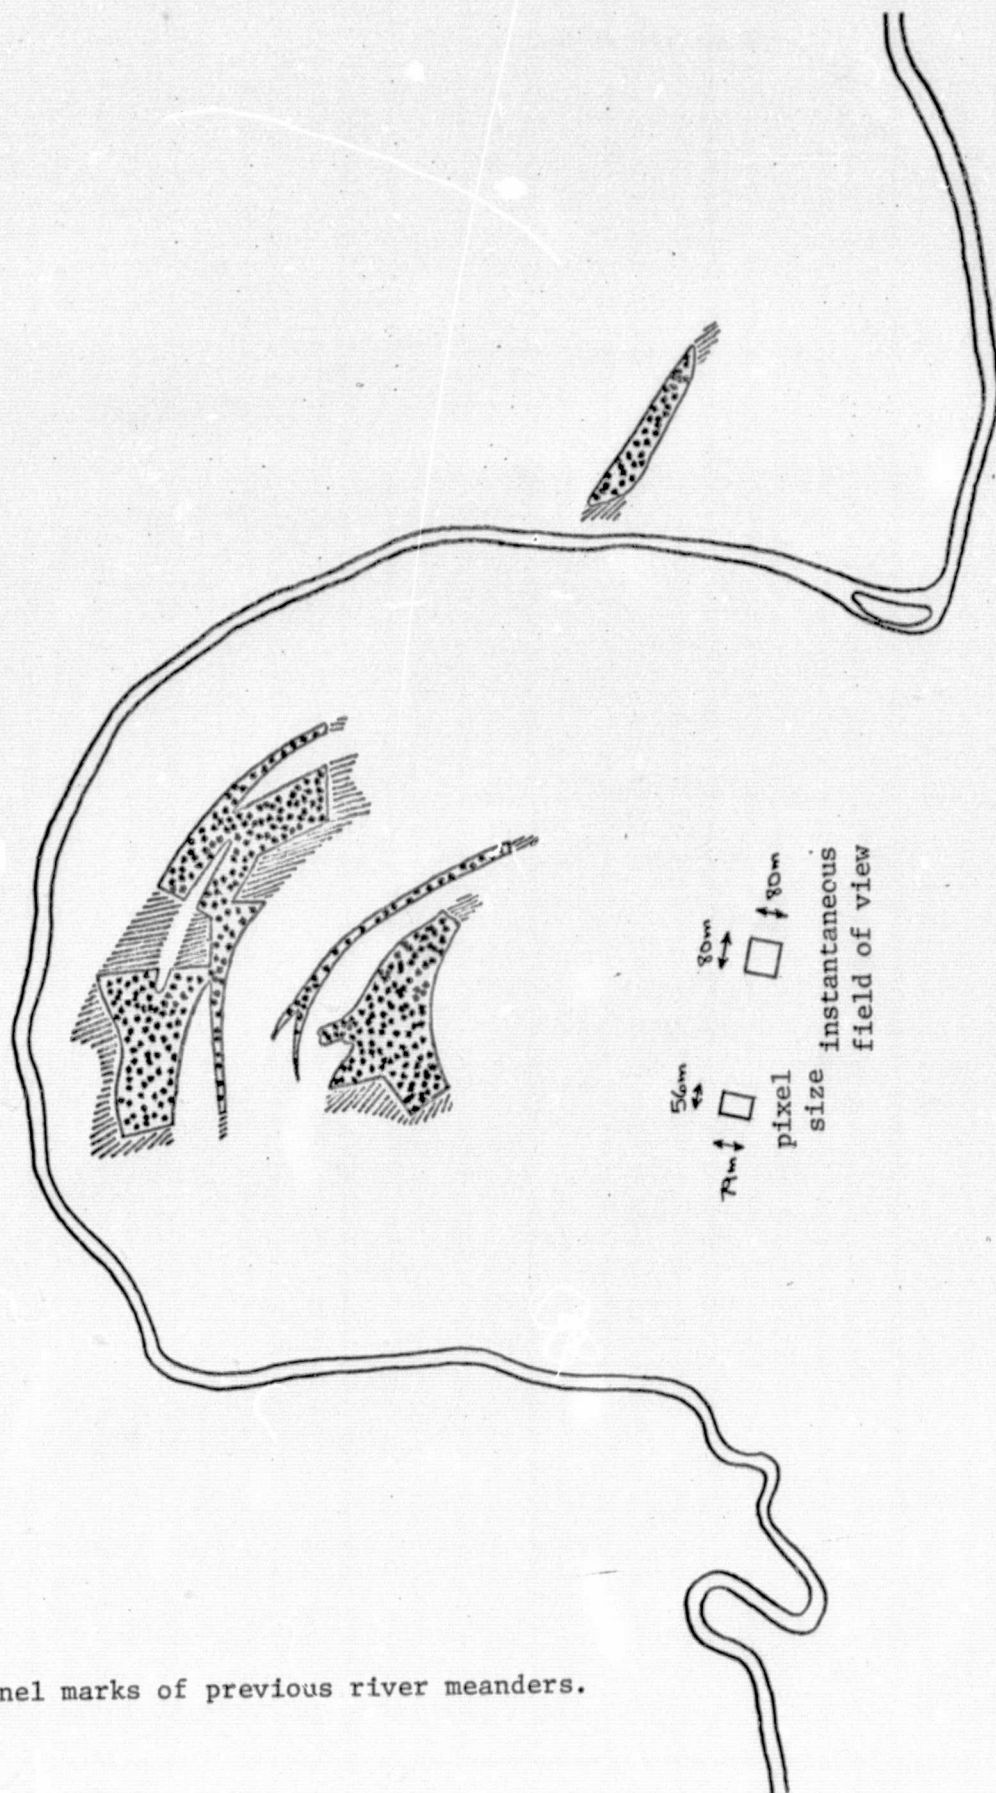 80m
80m
instantaneous
field of view
56m
79m
pixel
size
nel marks of previous river meanders.